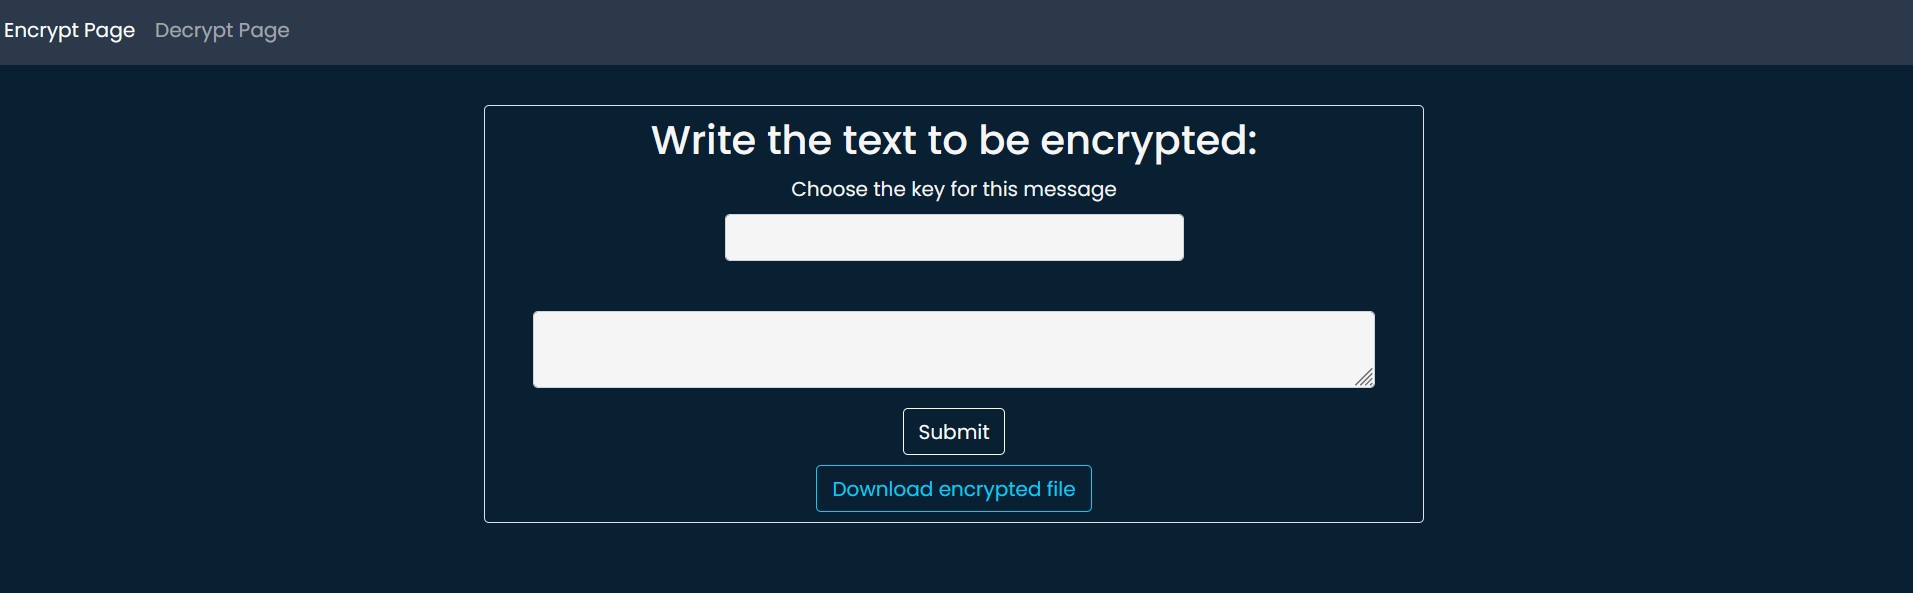 Encrypt Page Decrypt Page
Write the text to be encrypted:
Choose the key for this message
Submit
Download encrypted file